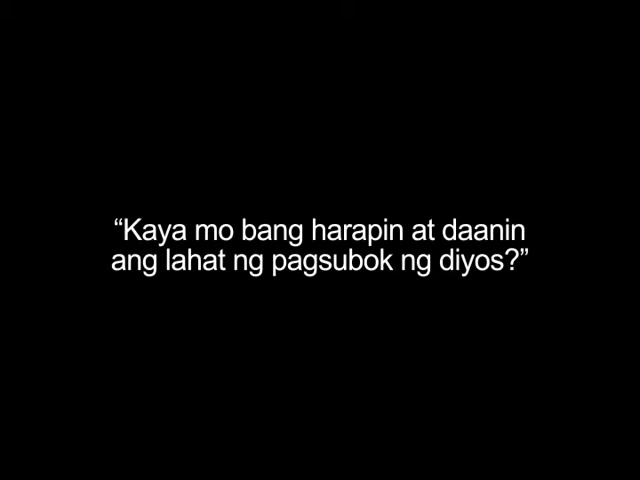 “Kaya mo bang harapin at daanin
ang lahat ng pagsubok ng diyos?”